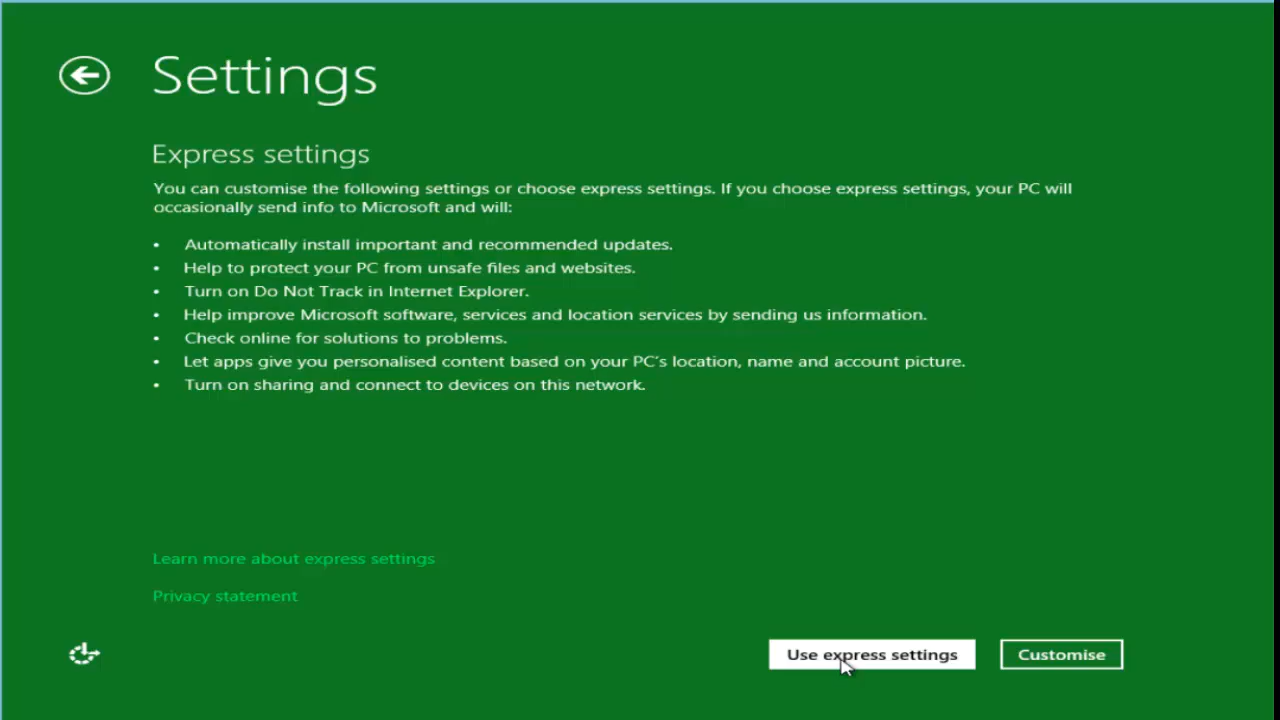 Settings
Express settings
You can customise the following settings or choose express settings. If you choose express settings, your PC will
occasionally send info to Microsoft and will:
• Automatically install important and recommended updates.
• Help to protect your PC from unsafe files and websites.
• Turn on Do Not Track in Internet Explorer.
• Help improve Microsoft software, services and location services by sending us information.
• Check online for solutions to problems.
• Let apps give you personalised content based on your PC's location, name and account picture.
• Turn on sharing and connect to devices on this network.
Learn more about express settings
Privacy statement
Use express settings
Customise